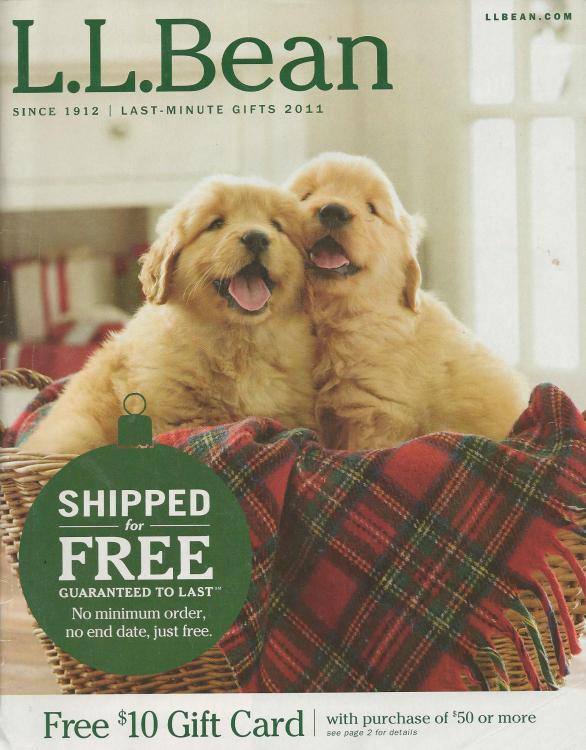 LLBEAN.COM
L.L.Bean
SINCE 1912 | LAST-MINUTE GIFTS 2011
SHIPPED
for
FREE
GUARANTEED TO LAST℠
No minimum order,
no end date, just free.
Free $10 Gift Card | with purchase of $50 or more
see page 2 for details